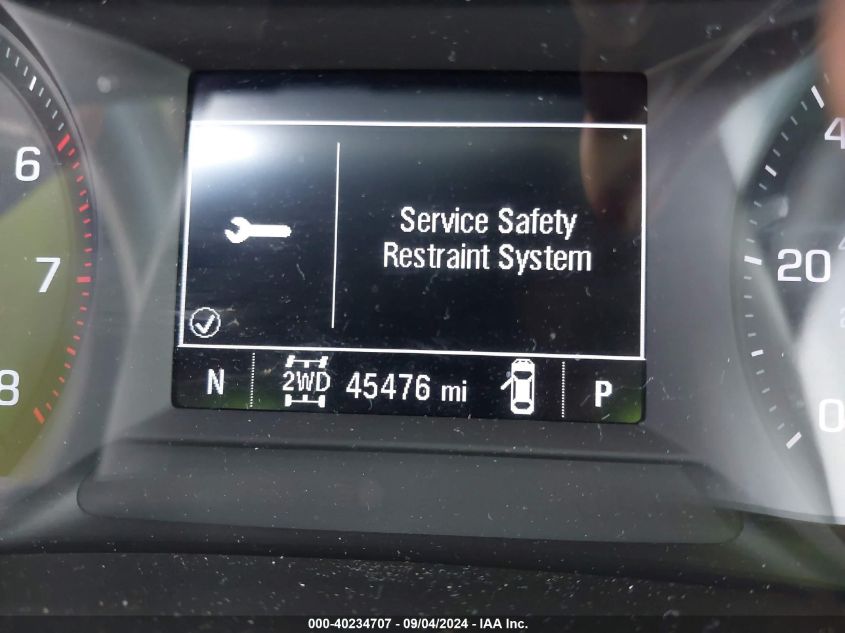 6
7
8
Service Safety
Restraint System
N 2WD 45476 mi P
20
0
000-40234707 - 09/04/2024 - IAA Inc.